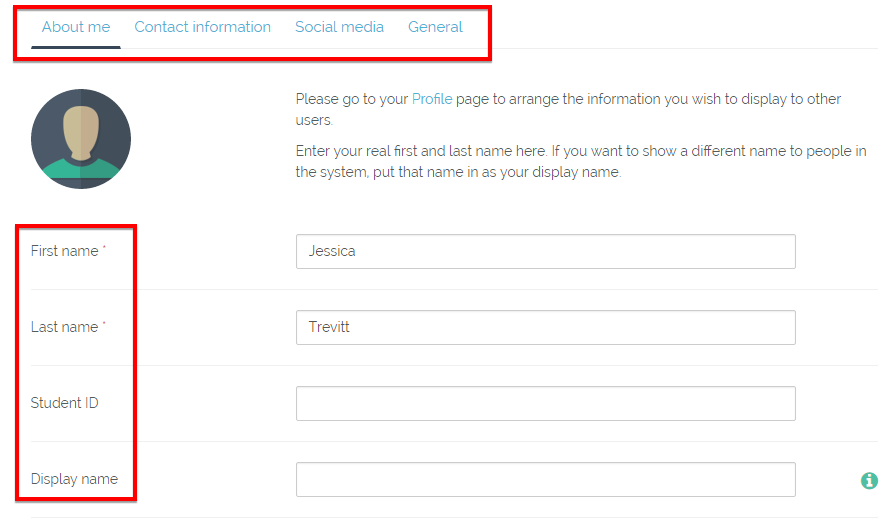 About me Contact information Social media General
Please go to your Profile page to arrange the information you wish to display to other
users.
Enter your real first and last name here. If you want to show a different name to people in
the system, put that name in as your display name.
First name * Jessica
Last name * Trevitt
Student ID
Display name